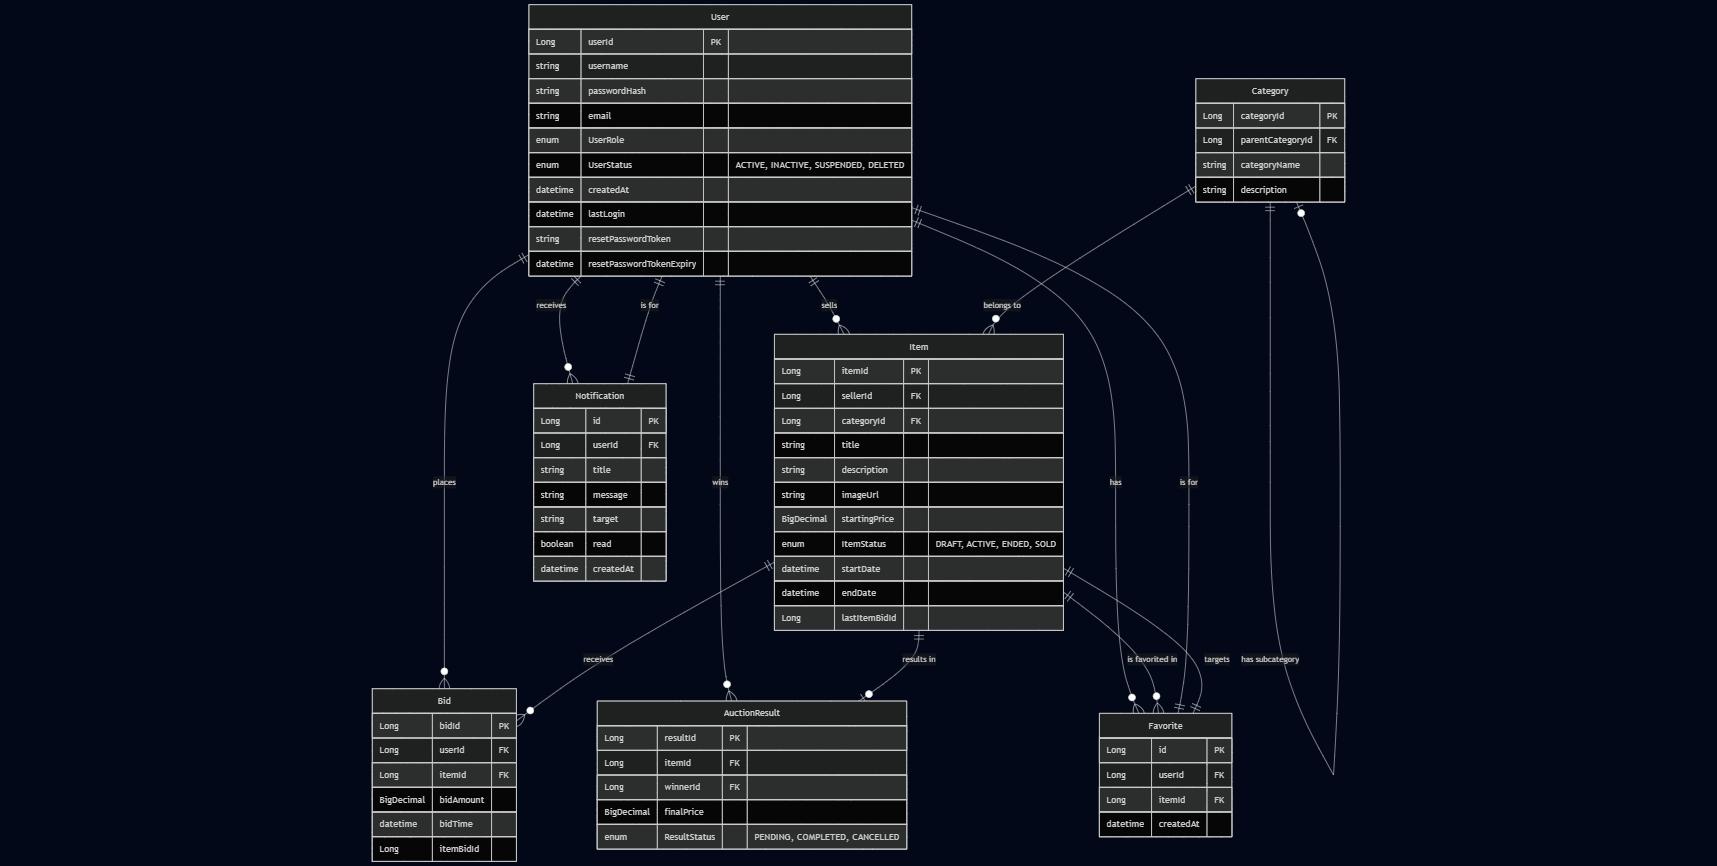 User
Long userId PK
string username
string passwordHash
string email
enum UserRole
enum UserStatus ACTIVE, INACTIVE, SUSPENDED, DELETED
datetime createdAt
datetime lastLogin
string resetPasswordToken
datetime resetPasswordTokenExpiry
Category
Long categoryId PK
Long parentCategoryId FK
string categoryName
string description
receives
is for
sells
belongs to
Item
Long itemId PK
Long sellerId FK
Long categoryId FK
string title
string description
string imageUrl
BigDecimal startingPrice
enum ItemStatus DRAFT, ACTIVE, ENDED, SOLD
datetime startDate
datetime endDate
Long lastItemBidId
Notification
Long id PK
Long userId FK
string title
string message
string target
boolean read
datetime createdAt
places
wins
has
is for
receives
results in
is favorited in
targets
has subcategory
Bid
Long bidId PK
Long userId FK
Long itemId FK
BigDecimal bidAmount
datetime bidTime
Long itemBidId
AuctionResult
Long resultId PK
Long itemId FK
Long winnerId FK
BigDecimal finalPrice
enum ResultStatus PENDING, COMPLETED, CANCELLED
Favorite
Long id PK
Long userId FK
Long itemId FK
datetime createdAt